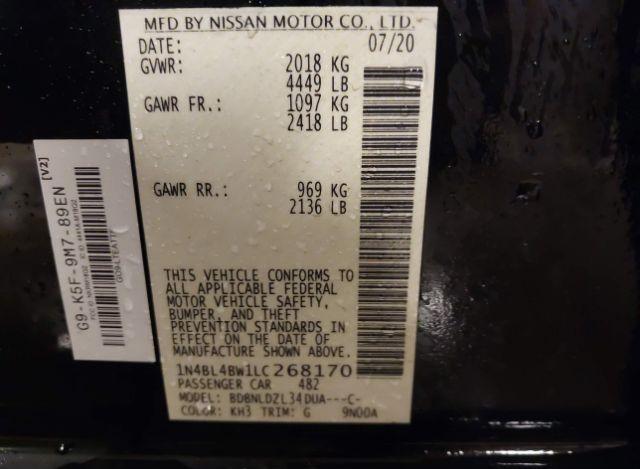 MFD BY NISSAN MOTOR CO., LTD.
DATE: 07/20
GVWR: 2018 KG
4449 LB
GAWR FR.: 1097 KG
2418 LB
GAWR RR.: 969 KG
2136 LB
THIS VEHICLE CONFORMS TO
ALL APPLICABLE FEDERAL
MOTOR VEHICLE SAFETY,
BUMPER, AND THEFT
PREVENTION STANDARDS IN
EFFECT ON THE DATE OF
MANUFACTURE SHOWN ABOVE.
1N4BL4BW1LC268170
PASSENGER CAR 482
MODEL: BDBNLDZL34DUA---C-
COLOR: KH3 TRIM: G 9N00A
G9-K5F-9M7-89EN
[V2]